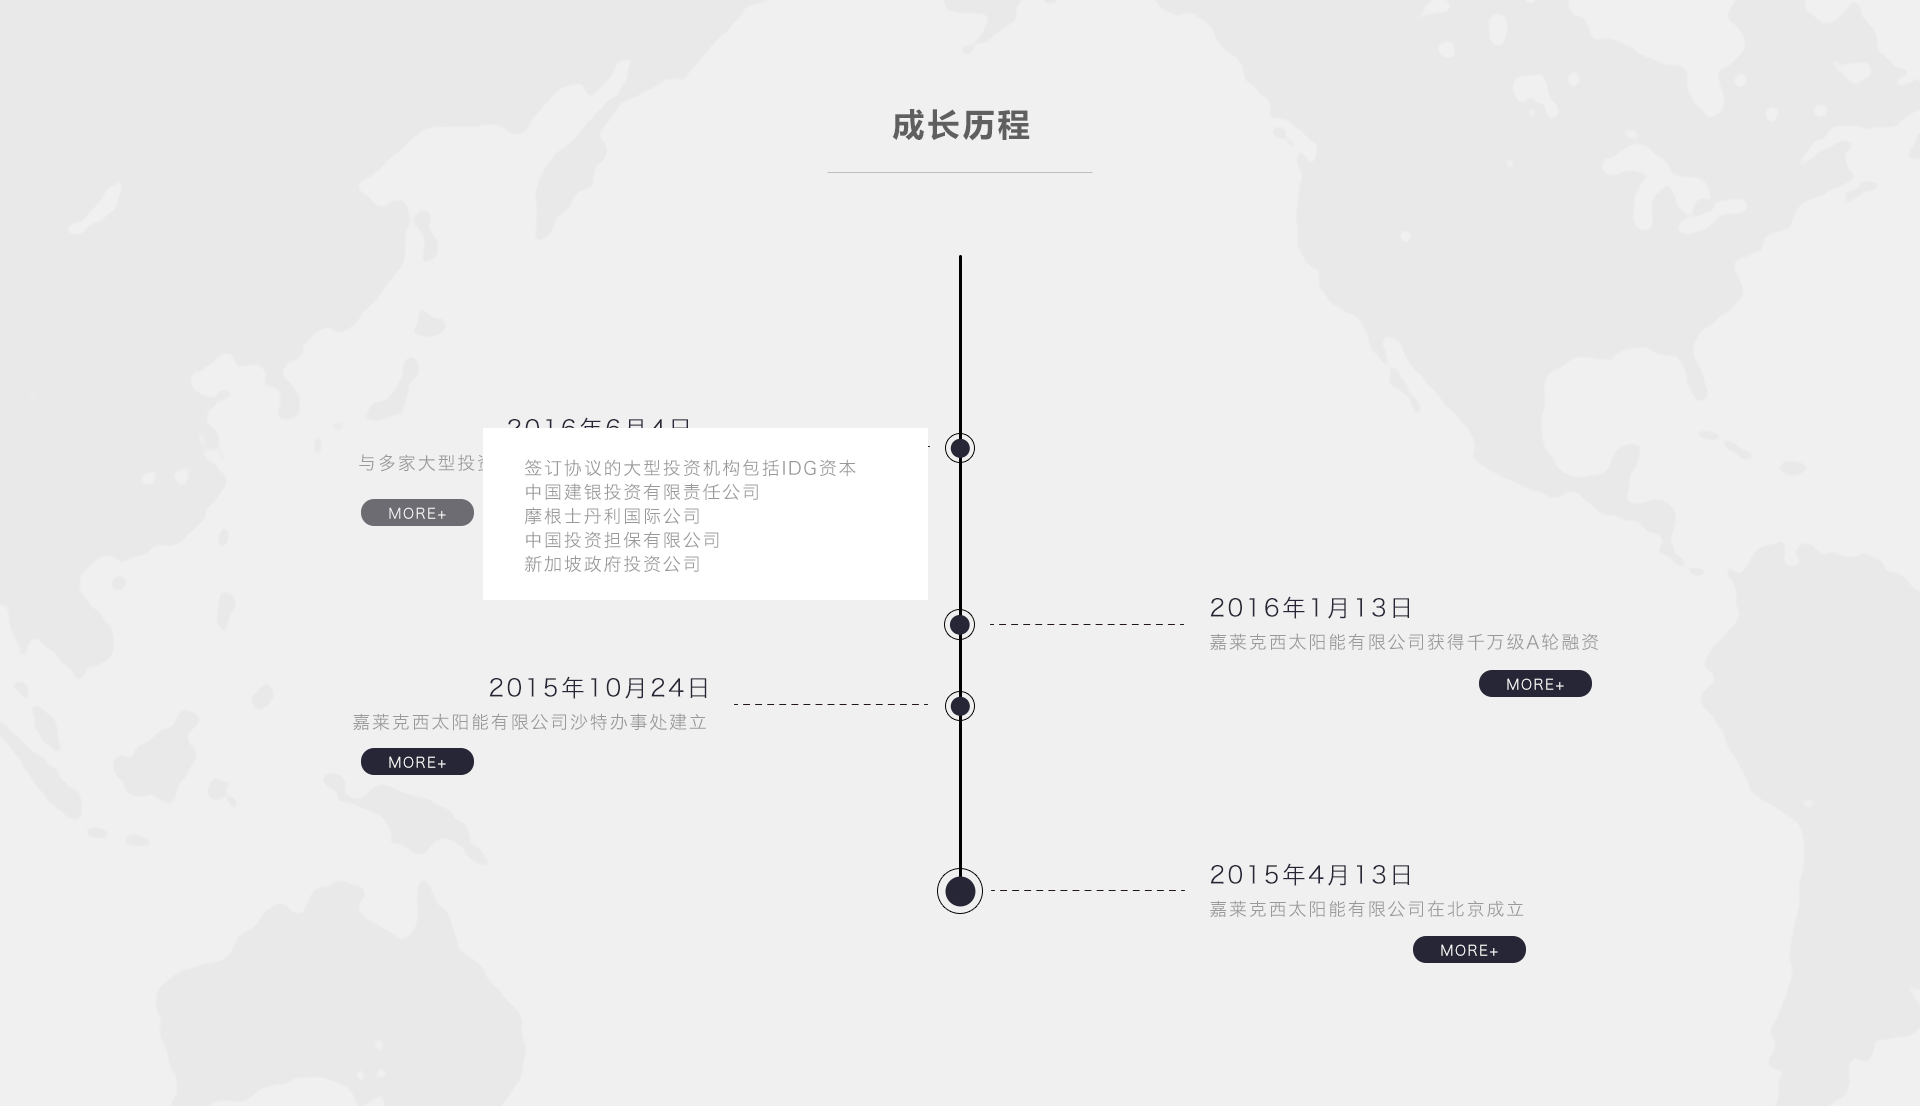 成长历程
2016年6月4日
与多家大型投资
MORE+
签订协议的大型投资机构包括IDG资本
中国建银投资有限责任公司
摩根士丹利国际公司
中国投资担保有限公司
新加坡政府投资公司
2016年1月13日
嘉莱克西太阳能有限公司获得千万级A轮融资
MORE+
2015年10月24日
嘉莱克西太阳能有限公司沙特办事处建立
MORE+
2015年4月13日
嘉莱克西太阳能有限公司在北京成立
MORE+